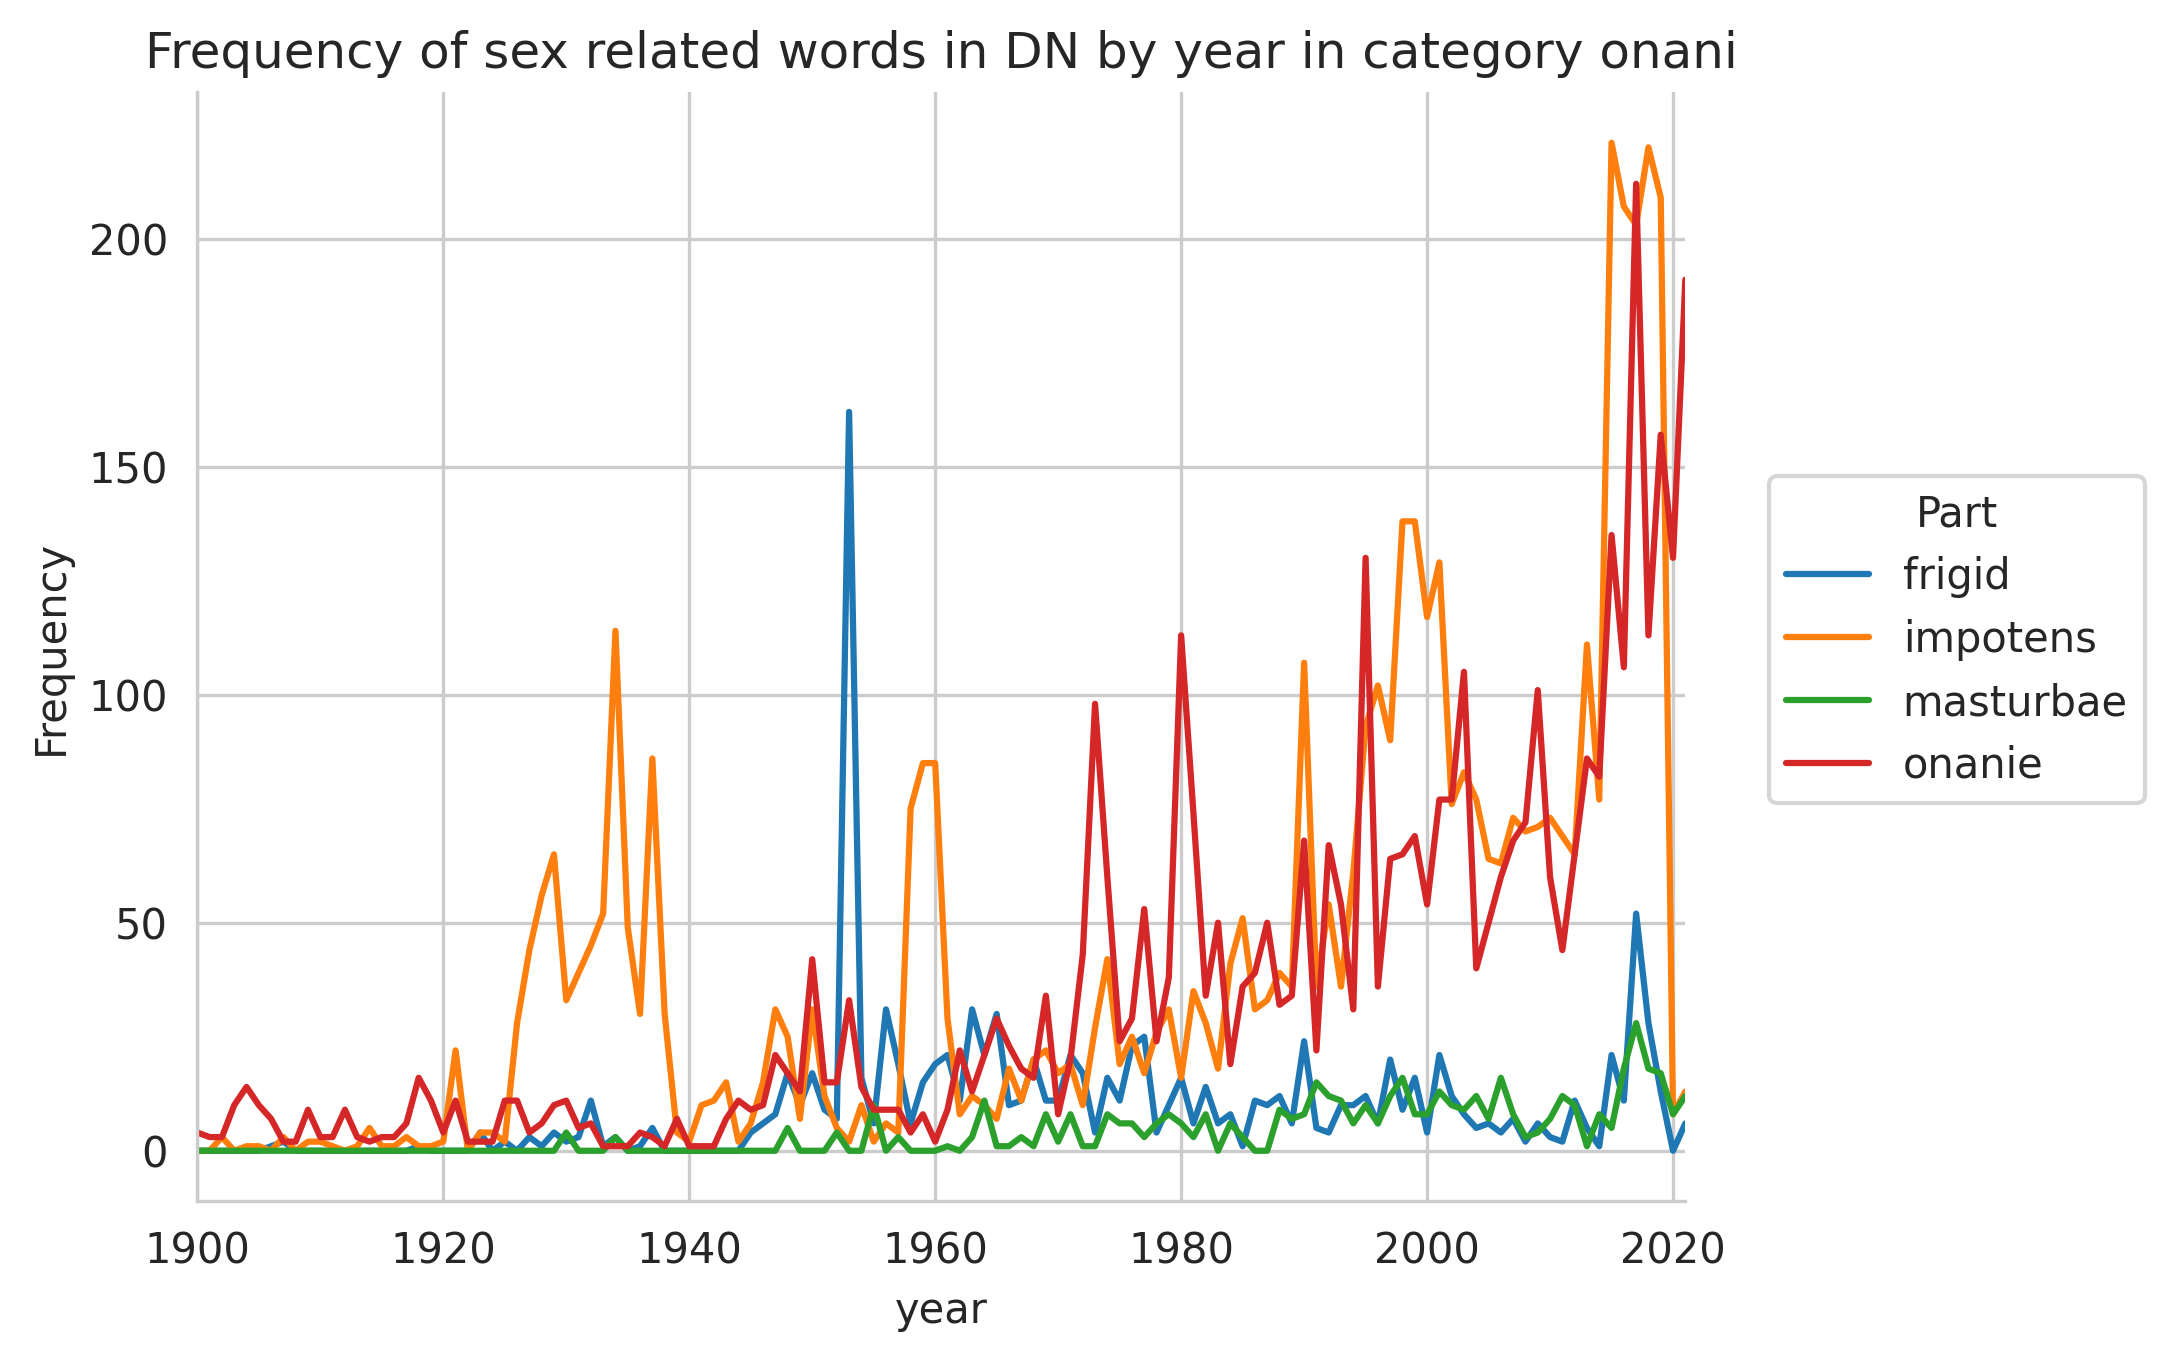 Frequency of sex related words in DN by year in category onani
200
150
100
50
0
Frequency
1900 1920 1940 1960 1980 2000 2020
year
Part
frigid
impotens
masturbae
onanie